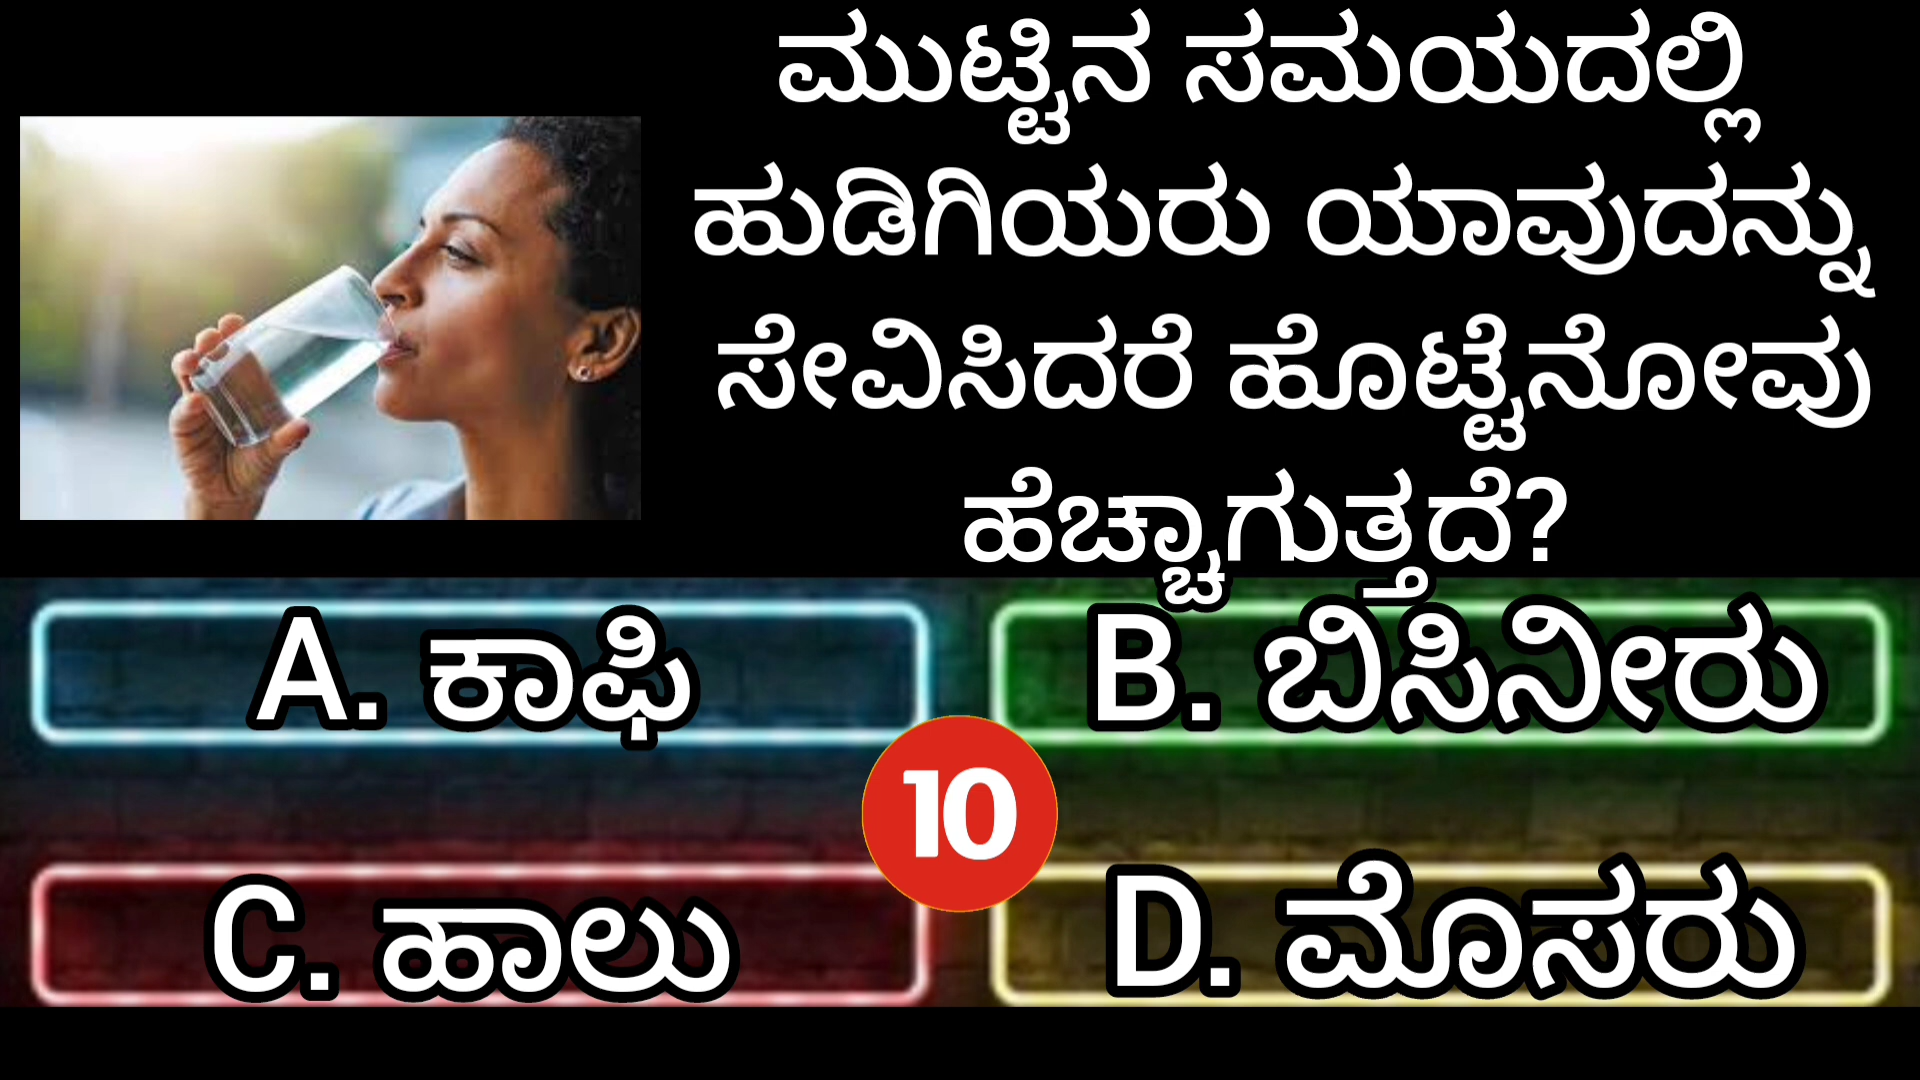 ಮುಟ್ಟಿನ ಸಮಯದಲ್ಲಿ
ಹುಡಿಗಿಯರು ಯಾವುದನ್ನು
ಸೇವಿಸಿದರೆ ಹೊಟ್ಟೆನೋವು
ಹೆಚ್ಚಾಗುತ್ತದೆ?
A. ಕಾಫಿ
B. ಬಿಸಿನೀರು
10
C. ಹಾಲು
D. ಮೊಸರು